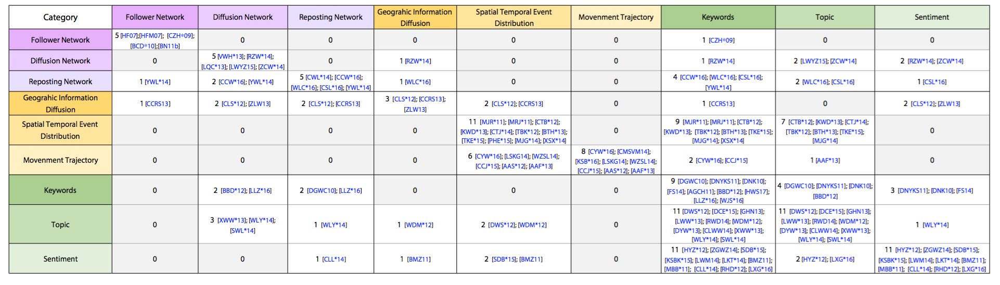 Category Follower Network Diffusion Network Reposting Network Geograhic Information Diffusion Spatial Temporal Event Distribution Movenment Trajectory Keywords Topic Sentiment
Follower Network 5 [HF07];[HFM07]; [CZH*09]; [BCD*10];[BN11b] 0 0 0 0 0 1 [CZH*09] 0 0
Diffusion Network 0 5 [VWH*13]; [RZW*14]; [LQC*13]; [LWYZ15]; [ZCW*14] 0 1 [RZW*14] 0 0 1 [RZW*14] 2 [LWYZ15]; [ZCW*14] 2 [RZW*14]; [ZCW*14]
Reposting Network 1 [YWL*14] 2 [CCW*16]; [YWL*14] 5 [CWL*14]; [CCW*16]; [WLC*16]; [CSL*16]; [YWL*14] 1 [WLC*16] 0 0 4 [CCW*16]; [WLC*16]; [CSL*16]; [YWL*14] 2 [WLC*16]; [CSL*16] 1 [CSL*16]
Geograhic Information Diffusion 1 [CCRS13] 2 [CLS*12]; [ZLW13] 2 [CLS*12]; [CCRS13] 3 [CLS*12]; [CCRS13]; [ZLW13] 2 [CLS*12]; [CCRS13] 0 1 [CCRS13] 0 2 [CLS*12]; [ZLW13]
Spatial Temporal Event Distribution 0 0 0 0 11 [MJR*11]; [MRJ*11]; [CTB*12]; [KWD*13]; [CTJ*14]; [TBK*12]; [BTH*13]; [TKE*15]; [PHE*15]; [MJG*14]; [XSX*14] 0 9 [MJR*11]; [MRJ*11]; [CTB*12]; [KWD*13]; [TBK*12]; [BTH*13]; [TKE*15]; [MJG*14]; [XSX*14] 7 [CTB*12]; [KWD*13]; [CTJ*14]; [TBK*12]; [BTH*13]; [TKE*15]; [MJG*14] 0
Movenment Trajectory 0 0 0 0 6 [CYW*16]; [LSKG14]; [WZSL14]; [CCJ*15]; [AAS*12]; [AAF*13] 8 [CYW*16]; [CMSVM14]; [KSB*16]; [LSKG14]; [WZSL14]; [CCJ*15]; [AAS*12]; [AAF*13] 2 [CYW*16]; [CCJ*15] 1 [AAF*13] 0
Keywords 0 2 [BBD*12]; [LLZ*16] 2 [DGWC10]; [LLZ*16] 0 0 0 9 [DGWC10]; [DNYKS11]; [DNK10]; [FS14]; [AGCH11]; [BBD*12]; [HWS17]; [LLZ*16]; [WJS*16] 4 [DGWC10]; [DNYKS11]; [DNK10]; [BBD*12] 3 [DNYKS11]; [DNK10]; [FS14]
Topic 0 3 [XWW*13]; [WLY*14]; [SWL*14] 1 [WLY*14] 1 [WDM*12] 2 [DWS*12]; [WDM*12] 0 11 [DWS*12]; [DCE*15]; [GHN13]; [LWW*13]; [RWD14]; [WDM*12]; [DYW*13]; [CLWW14]; [XWW*13]; [WLY*14]; [SWL*14] 11 [DWS*12]; [DCE*15]; [GHN13]; [LWW*13]; [RWD14]; [WDM*12]; [DYW*13]; [CLWW14]; [XWW*13]; [WLY*14]; [SWL*14] 1 [WLY*14]
Sentiment 0 0 1 [CLL*14] 1 [BMZ11] 2 [SDB*15]; [BMZ11] 0 11 [HYZ*12]; [ZGWZ14]; [SDB*15]; [KSBK*15]; [LWM14]; [LKT*14]; [BMZ11]; [MBB*11]; [CLL*14]; [RHD*12]; [LXG*16] 2 [HYZ*12]; [LXG*16] 11 [HYZ*12]; [ZGWZ14]; [SDB*15]; [KSBK*15]; [LWM14]; [LKT*14]; [BMZ11]; [MBB*11]; [CLL*14]; [RHD*12]; [LXG*16]